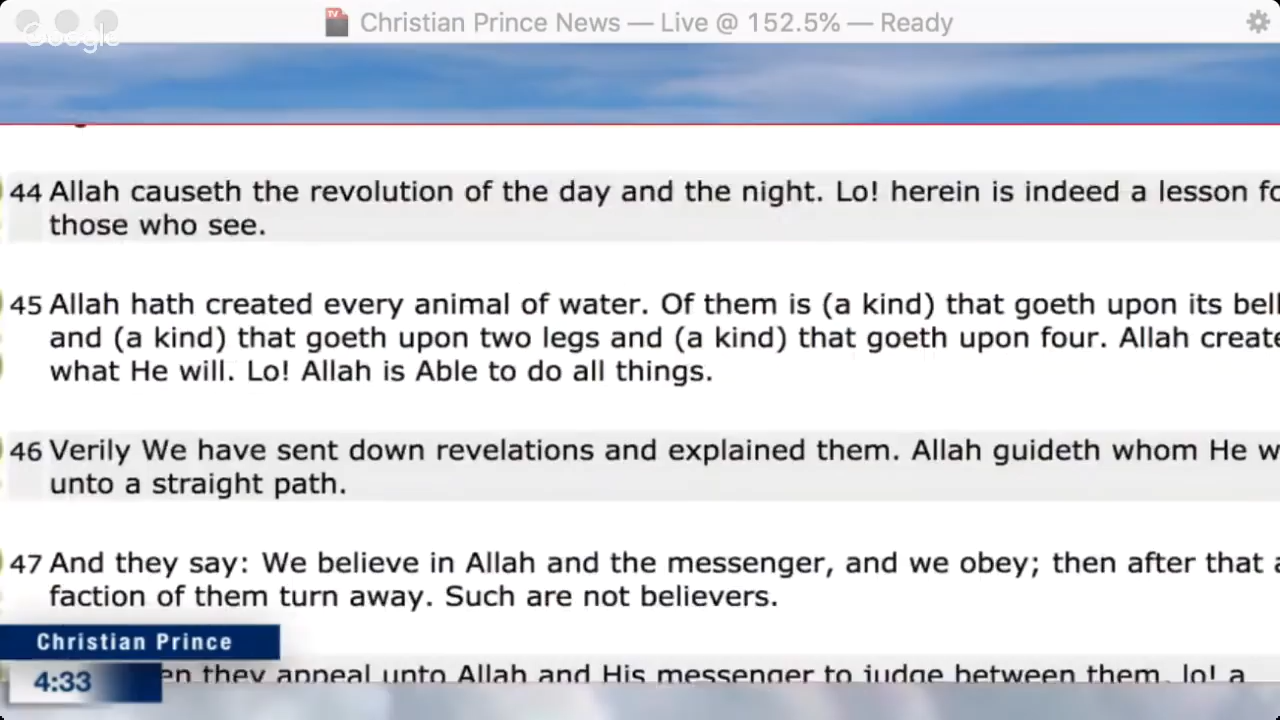 TV Christian Prince News — Live @ 152.5% — Ready
Google
44 Allah causeth the revolution of the day and the night. Lo! herein is indeed a lesson
those who see.
45 Allah hath created every animal of water. Of them is (a kind) that goeth upon its
and (a kind) that goeth upon two legs and (a kind) that goeth upon four. Allah
what He will. Lo! Allah is Able to do all things.
46 Verily We have sent down revelations and explained them. Allah guideth whom He
unto a straight path.
47 And they say: We believe in Allah and the messenger, and we obey; then after that a
faction of them turn away. Such are not believers.
Christian Prince
they appeal unto Allah and His messenger to judge between them, lo! a
4:33